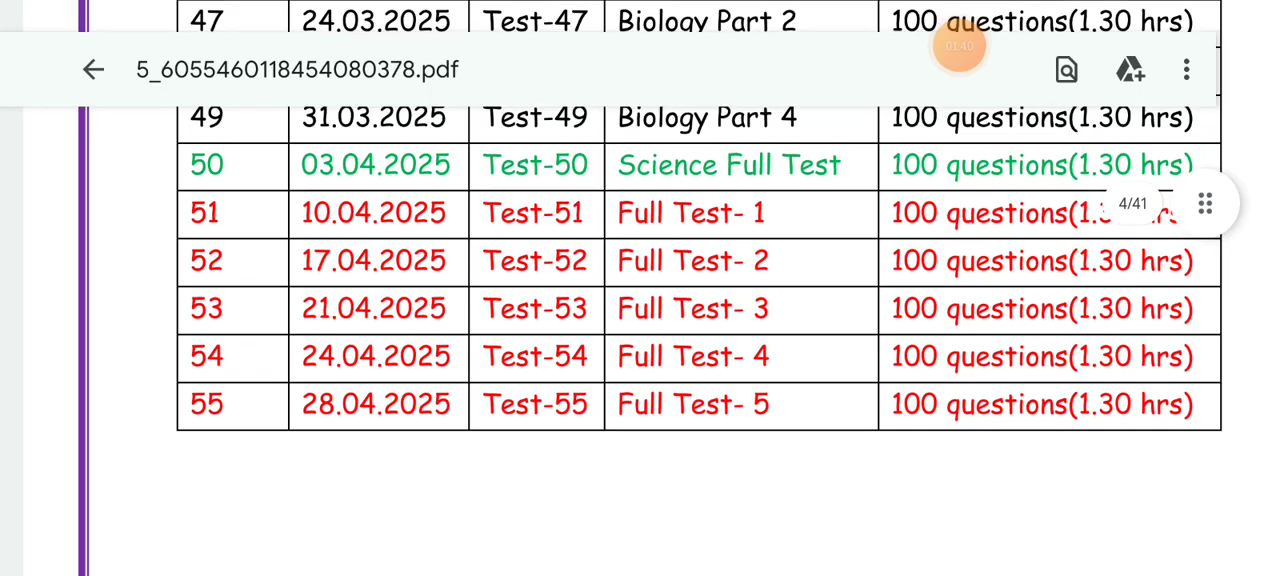 47 24.03.2025 Test-47 Biology Part 2 100 questions(1.30 hrs)
01:40
5_6055460118454080378.pdf
49 31.03.2025 Test-49 Biology Part 4 100 questions(1.30 hrs)
50 03.04.2025 Test-50 Science Full Test 100 questions(1.30 hrs)
4/41
51 10.04.2025 Test-51 Full Test- 1 100 questions
52 17.04.2025 Test-52 Full Test- 2 100 questions(1.30 hrs)
53 21.04.2025 Test-53 Full Test- 3 100 questions(1.30 hrs)
54 24.04.2025 Test-54 Full Test- 4 100 questions(1.30 hrs)
55 28.04.2025 Test-55 Full Test- 5 100 questions(1.30 hrs)